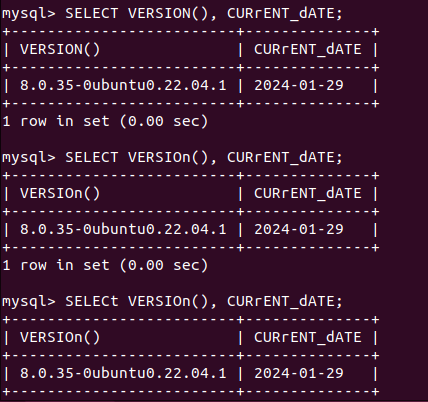 mysql> SELECT VERSION(), CURrENT_dATE;
+-------------------------+--------------+
| VERSION()               | CURrENT_dATE |
+-------------------------+--------------+
| 8.0.35-0ubuntu0.22.04.1 | 2024-01-29   |
+-------------------------+--------------+
1 row in set (0.00 sec)
mysql> SELECT VERSIOn(), CURrENT_dATE;
+-------------------------+--------------+
| VERSIOn()               | CURrENT_dATE |
+-------------------------+--------------+
| 8.0.35-0ubuntu0.22.04.1 | 2024-01-29   |
+-------------------------+--------------+
1 row in set (0.00 sec)
mysql> SELECt VERSIOn(), CURrENT_dATE;
+-------------------------+--------------+
| VERSIOn()               | CURrENT_dATE |
+-------------------------+--------------+
| 8.0.35-0ubuntu0.22.04.1 | 2024-01-29   |
+-------------------------+--------------+